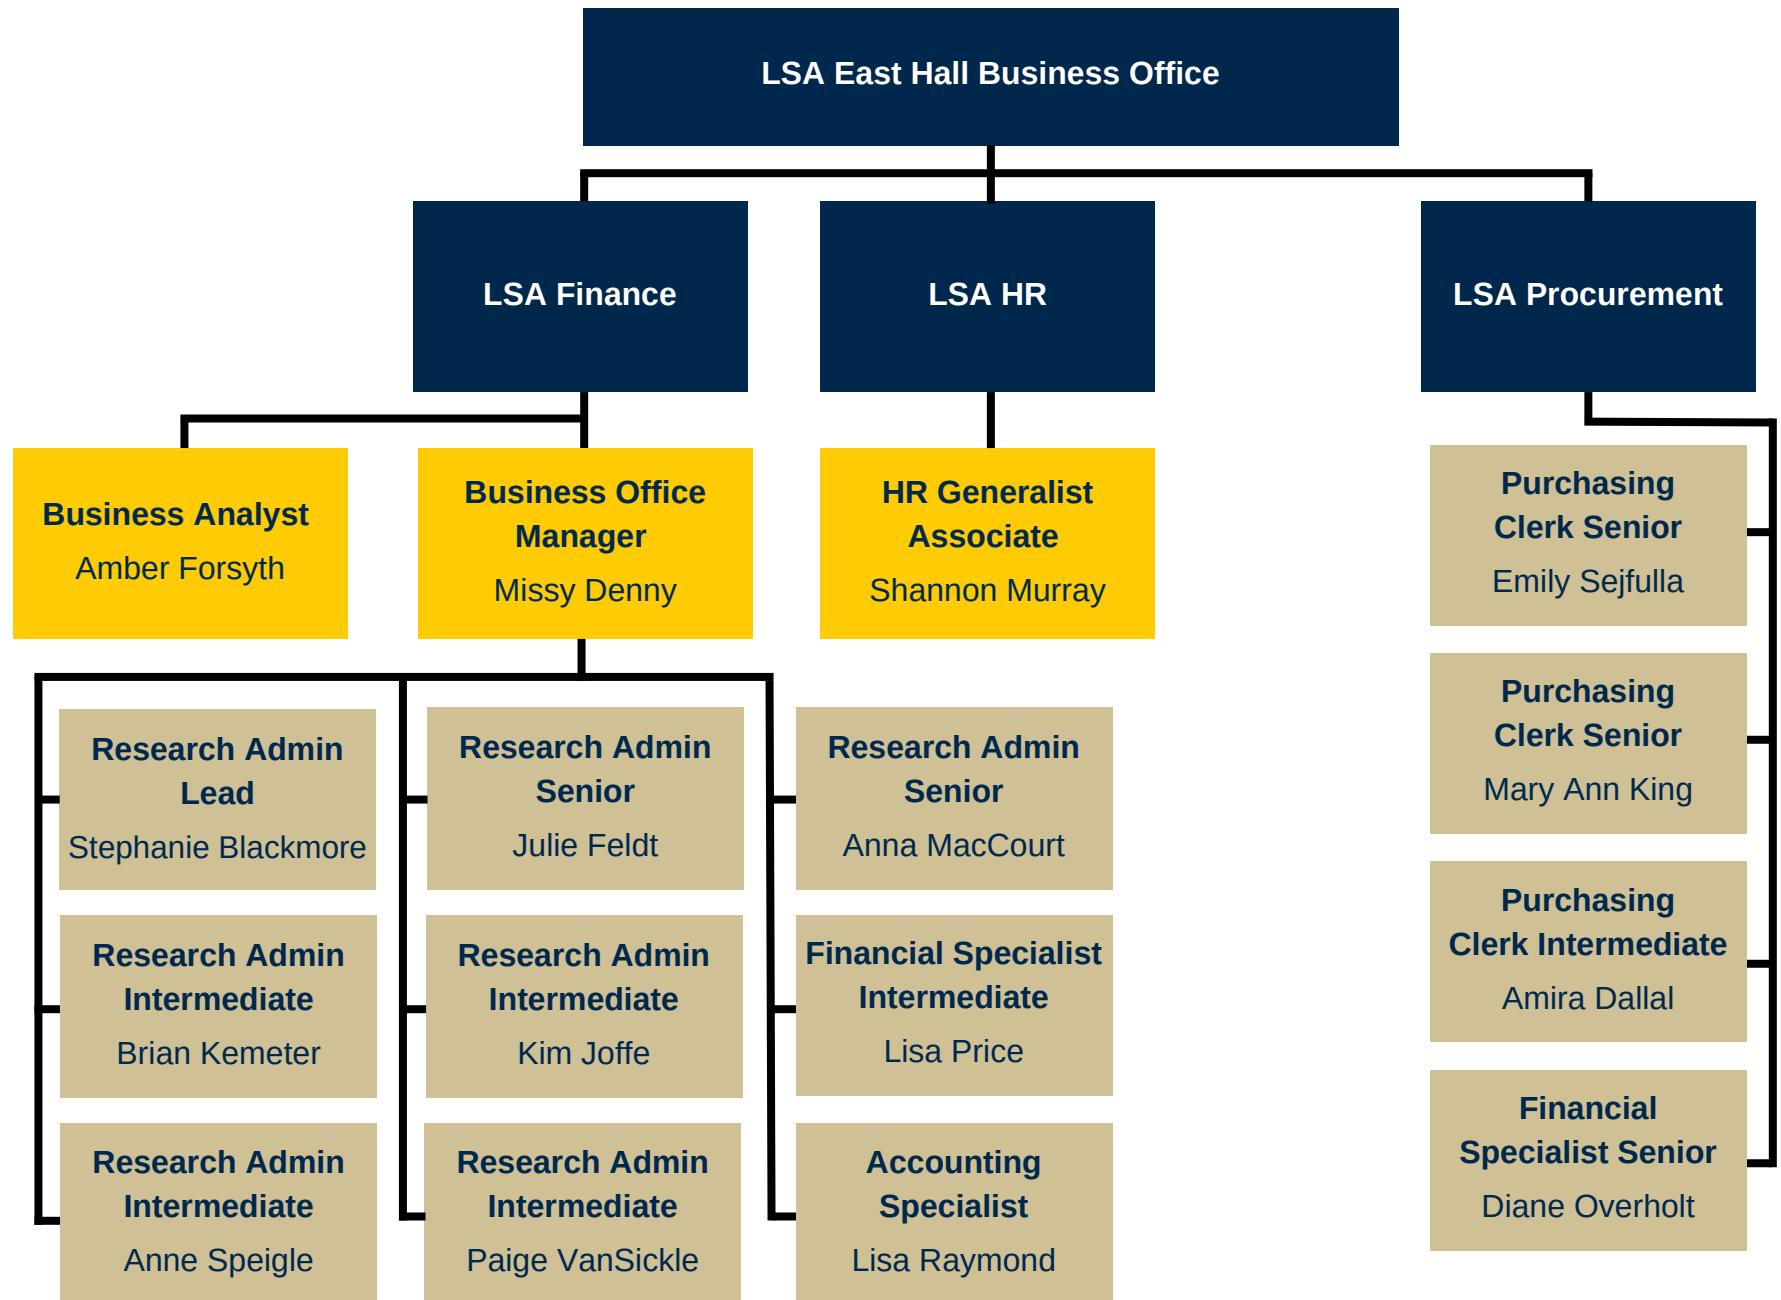 LSA East Hall Business Office
LSA Finance
LSA HR
LSA Procurement
Business Analyst
Amber Forsyth
Business Office
Manager
Missy Denny
HR Generalist
Associate
Shannon Murray
Purchasing
Clerk Senior
Emily Sejfulla
Purchasing
Clerk Senior
Mary Ann King
Purchasing
Clerk Intermediate
Amira Dallal
Financial
Specialist Senior
Diane Overholt
Research Admin
Lead
Stephanie Blackmore
Research Admin
Intermediate
Brian Kemeter
Research Admin
Intermediate
Anne Speigle
Research Admin
Senior
Julie Feldt
Research Admin
Intermediate
Kim Joffe
Research Admin
Intermediate
Paige VanSickle
Research Admin
Senior
Anna MacCourt
Financial Specialist
Intermediate
Lisa Price
Accounting
Specialist
Lisa Raymond